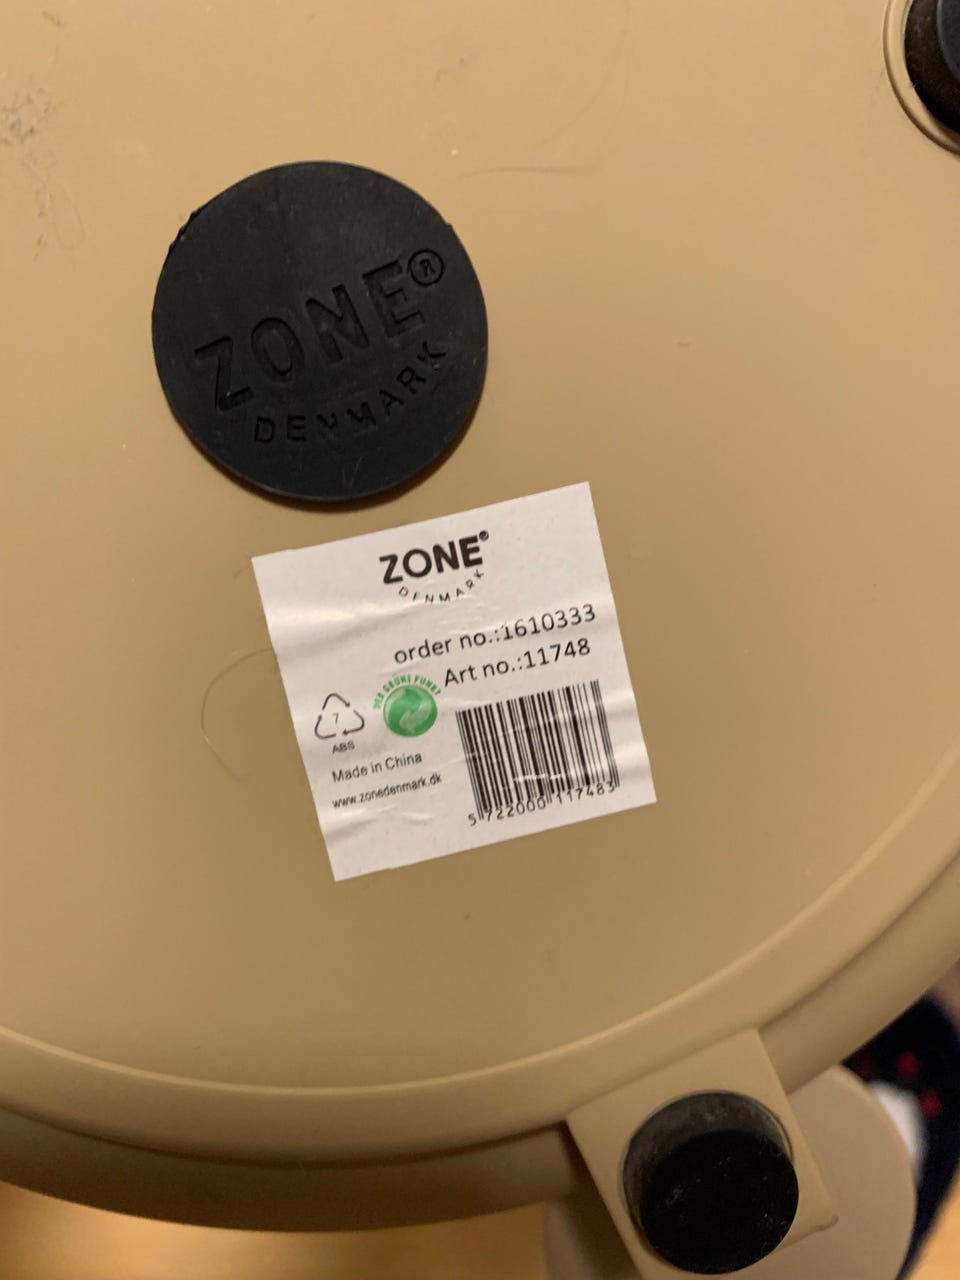 ZONE®
DENMARK
ZONE®
DENMARK
order no.:1610333
Art no.:11748
DER GRÜNE PUNKT
7
ABS
Made in China
www.zonedenmark.dk
5 722000 117483